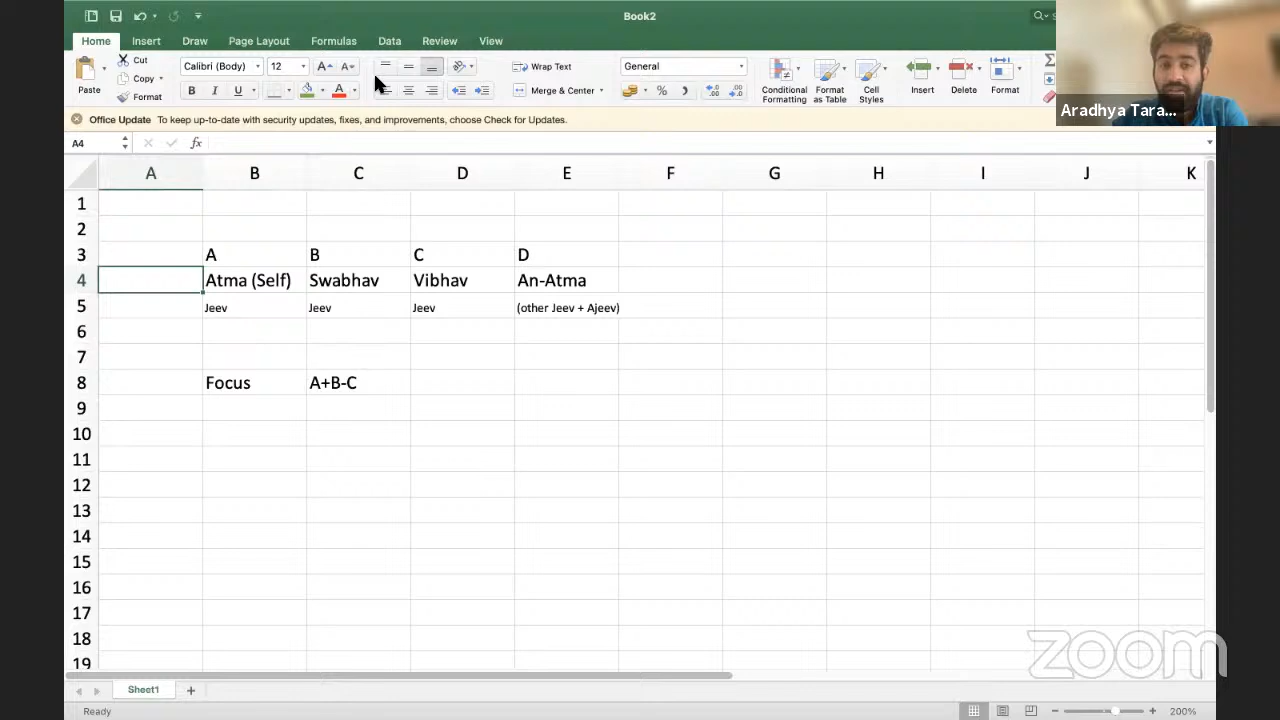 Book2
Home Insert Draw Page Layout Formulas Data Review View
Paste Cut Copy Format Calibri (Body) 12 A A B I U A Wrap Text Merge & Center General % Conditional Formatting Format as Table Cell Styles Insert Delete Format
Aradhya Tara...
Office Update To keep up-to-date with security updates, fixes, and improvements, choose Check for Updates.
A4 fx
A B C D E F G H I J K
1
2
3 A B C D
4 Atma (Self) Swabhav Vibhav An-Atma
5 Jeev Jeev Jeev (other Jeev + Ajeev)
6
7
8 Focus A+B-C
9
10
11
12
13
14
15
16
17
18
19
zoom
Sheet1 +
Ready 200%